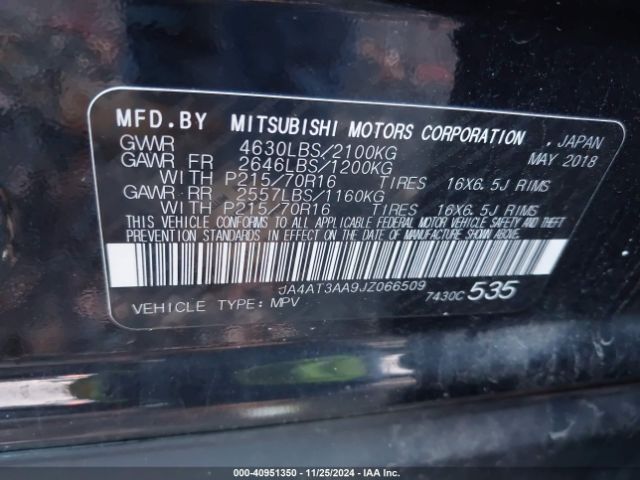 MFD.BY MITSUBISHI MOTORS CORPORATION , JAPAN
GVWR 4630LBS/2100KG MAY 2018
GAWR FR 2646LBS/1200KG
WITH P215/70R16 TIRES 16X6.5J RIMS
GAWR RR 2557LBS/1160KG
WITH P215/70R16 TIRES 16X6.5J RIMS
THIS VEHICLE CONFORMS TO ALL APPLICABLE FEDERAL MOTOR VEHICLE SAFETY AND THEFT
PREVENTION STANDARDS IN EFFECT ON THE DATE OF MANUFACTURE SHOWN ABOVE.
JA4AT3AA9JZ066509
VEHICLE TYPE: MPV 7430C 535
000-40951350 - 11/25/2024 - IAA Inc.